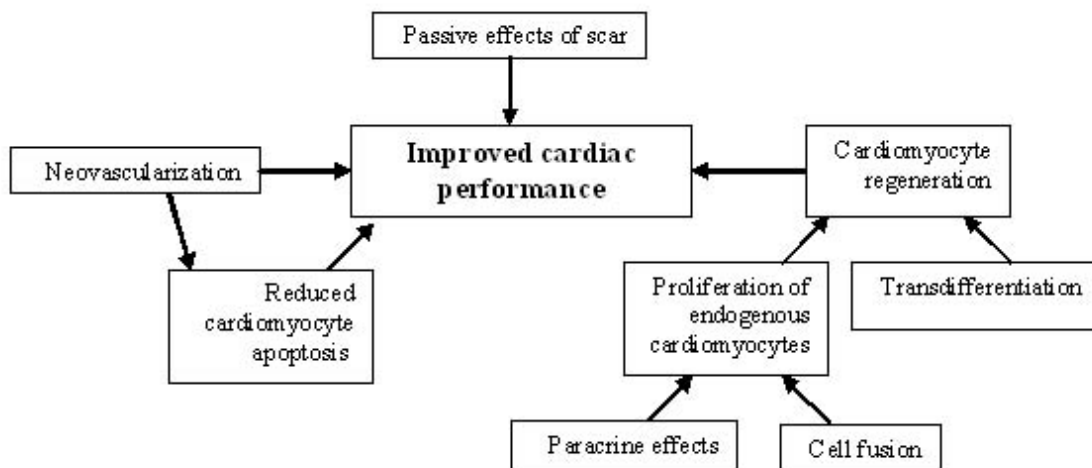 Passive effects of scar
Improved cardiac
performance
Neovascularization
Cardiomyocyte
regeneration
Reduced
cardiomyocyte
apoptosis
Proliferation of
endogenous
cardiomyocytes
Transdifferentiation
Paracrine effects
Cell fusion